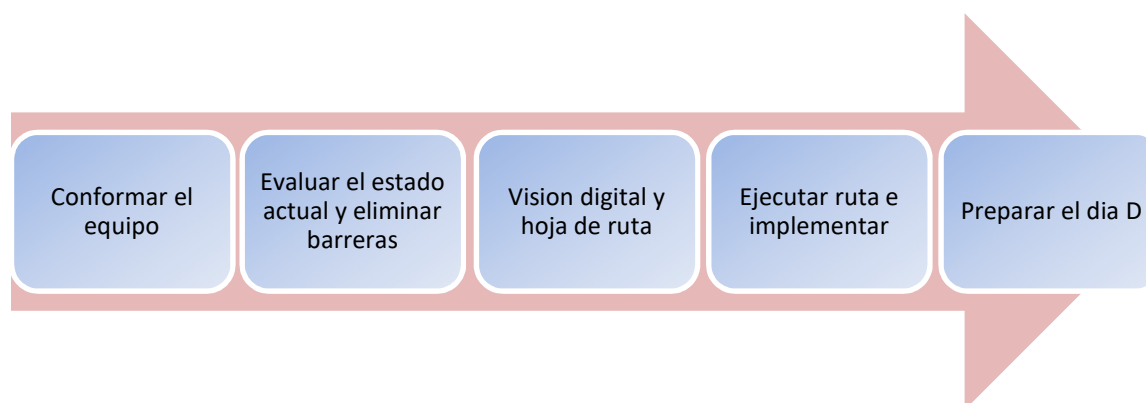 Conformar el
equipo
Evaluar el estado
actual y eliminar
barreras
Vision digital y
hoja de ruta
Ejecutar ruta e
implementar
Preparar el dia D